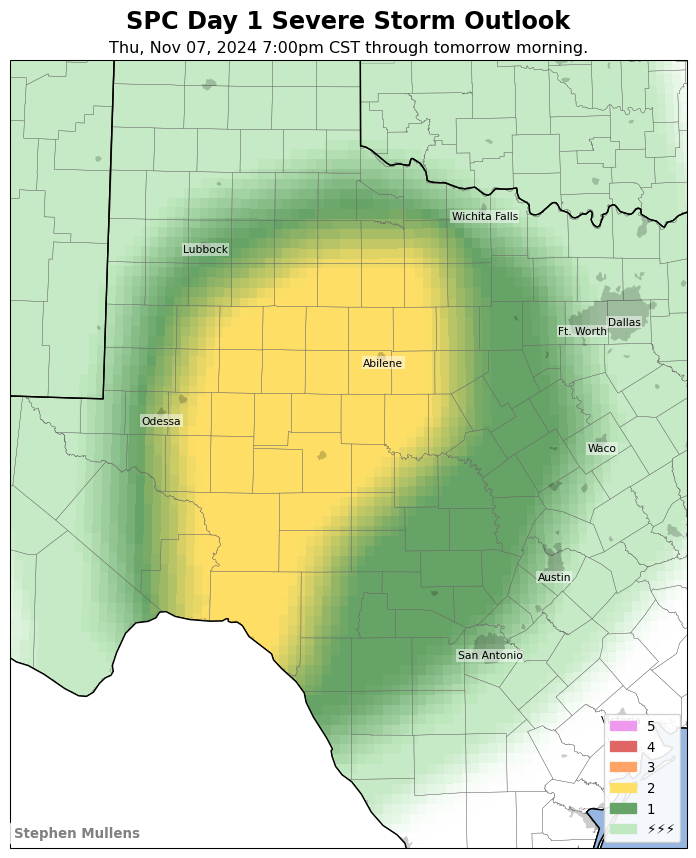 SPC Day 1 Severe Storm Outlook
Thu, Nov 07, 2024 7:00pm CST through tomorrow morning.
Wichita Falls
Lubbock
Dallas
Ft. Worth
Abilene
Odessa
Waco
Austin
San Antonio
5
4
3
2
1
⚡⚡⚡
Stephen Mullens